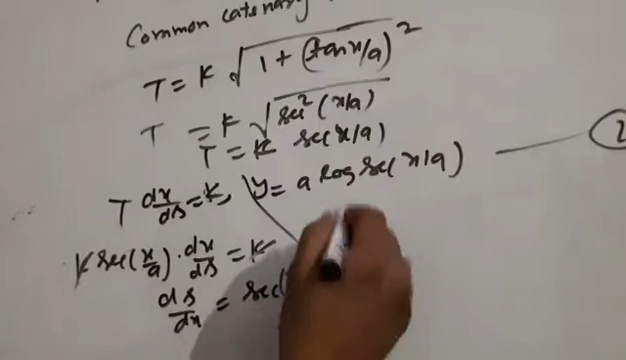 Common catenary
T = K √1 + (tan x/a)²
T = K √sec² (x/a)
T = K sec (x/a)
T dx/ds = K, y = a log sec (x/a)
K sec(x/a) · dx/ds = K
ds/dx = sec(